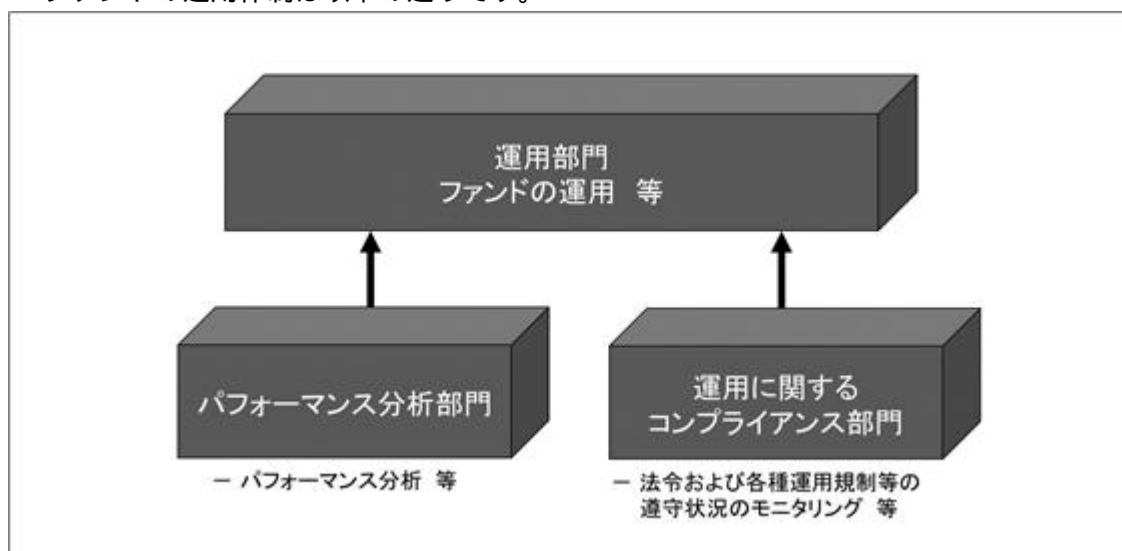 運用部門
ファンドの運用 等
パフォーマンス分析部門
－ パフォーマンス分析 等
運用に関する
コンプライアンス部門
－ 法令および各種運用規制等の
遵守状況のモニタリング 等